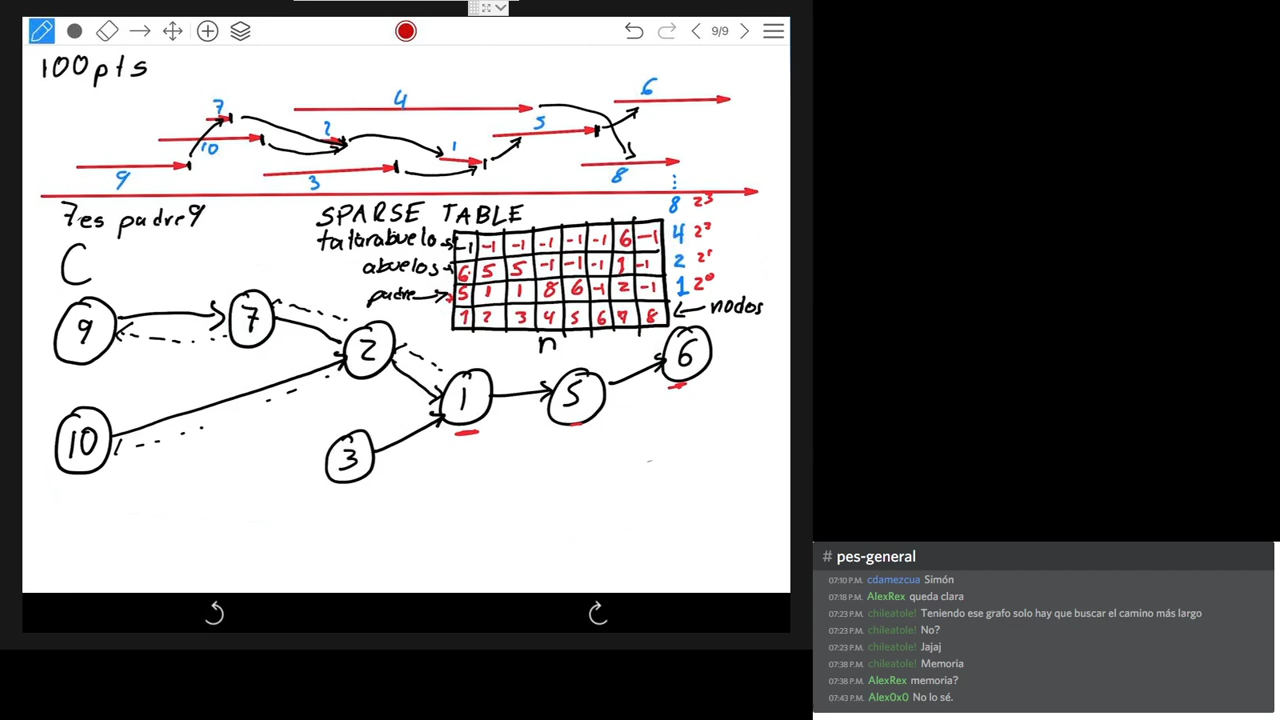 9/9
100pts
6
7
4
2
5
10
1
9
3
8
⋮
7 es padre 9
SPARSE TABLE
8 2³
tatarabuelos -1 -1 -1 -1 -1 -1 6 -1 4 2²
abuelos 6 5 5 -1 -1 -1 1 -1 2 2¹
padre 5 1 1 8 6 -1 2 -1 1 2⁰
1 2 3 4 5 6 7 8 nodos
n
C
9
7
2
6
1
5
10
3
# pes-general
07:10 P.M. cdamezcua Simón
07:18 P.M. AlexRex queda clara
07:23 P.M. chileatole! Teniendo ese grafo solo hay que buscar el camino más largo
07:23 P.M. chileatole! No?
07:23 P.M. chileatole! Jajaj
07:38 P.M. chileatole! Memoria
07:38 P.M. AlexRex memoria?
07:43 P.M. Alex0x0 No lo sé.